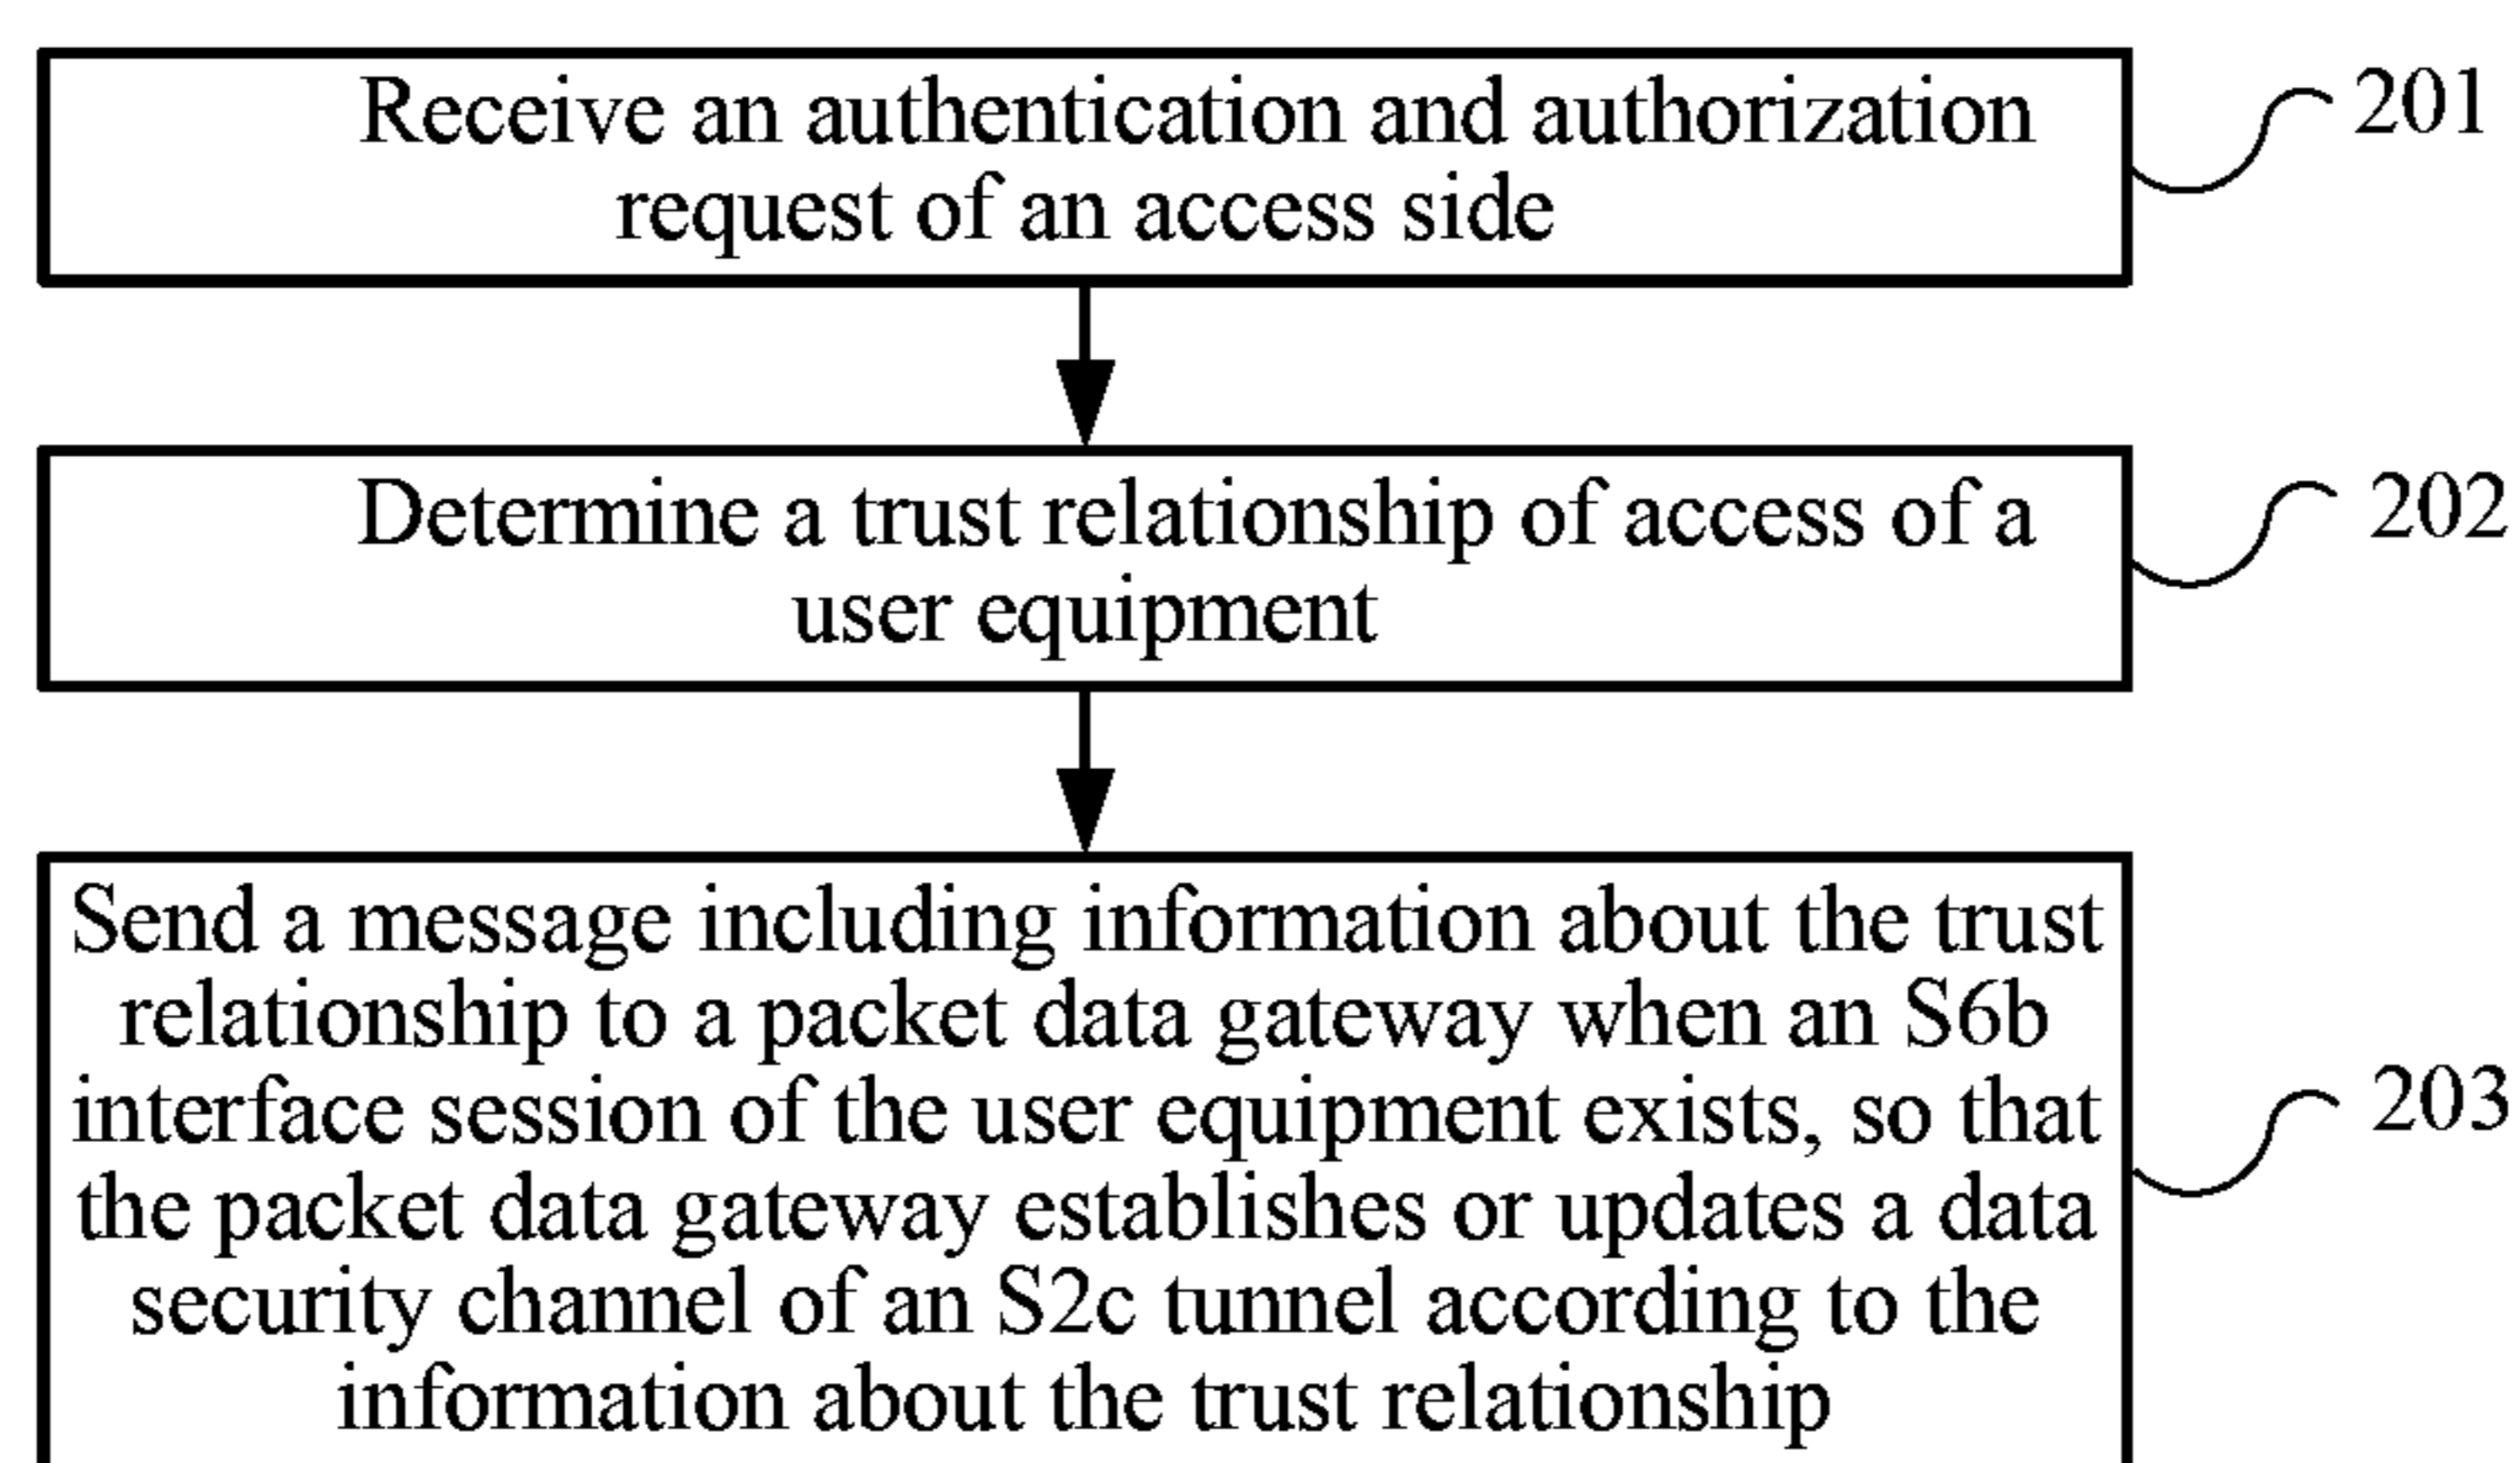 Receive an authentication and authorization
request of an access side
201
Determine a trust relationship of access of a
user equipment
202
Send a message including information about the trust
relationship to a packet data gateway when an S6b
interface session of the user equipment exists, so that
the packet data gateway establishes or updates a data
security channel of an S2c tunnel according to the
information about the trust relationship
203